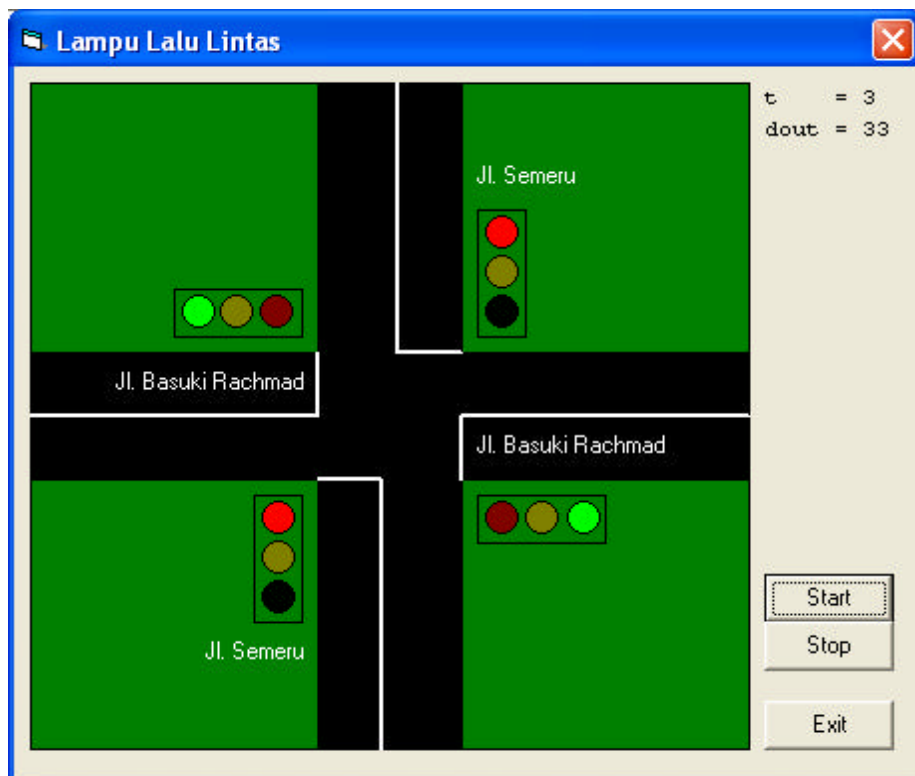 Lampu Lalu Lintas
t    = 3
dout = 33
Jl. Semeru
Jl. Basuki Rachmad
Jl. Basuki Rachmad
Jl. Semeru
Start
Stop
Exit